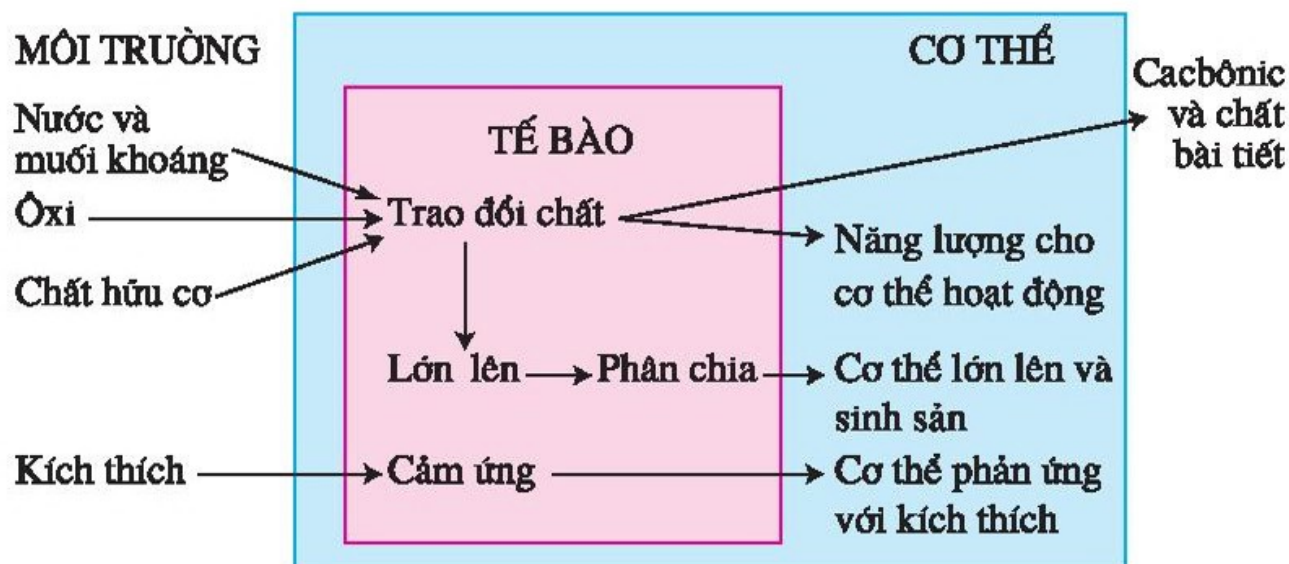 MÔI TRƯỜNG
CƠ THỂ
Cacbônic
và chất
bài tiết
Nước và
muối khoáng
TẾ BÀO
Ôxi
Trao đổi chất
Năng lượng cho
cơ thể hoạt động
Chất hữu cơ
Lớn lên
Phân chia
Cơ thể lớn lên và
sinh sản
Kích thích
Cảm ứng
Cơ thể phản ứng
với kích thích